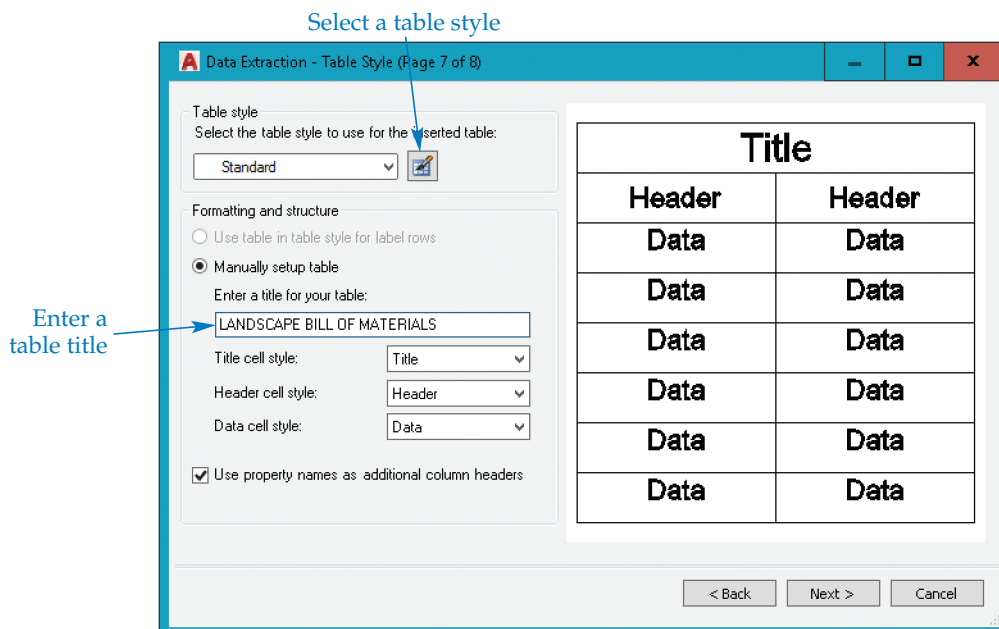 Select a table style
Data Extraction - Table Style (Page 7 of 8)
Table style
Select the table style to use for the inserted table:
Standard
Formatting and structure
Use table in table style for label rows
Manually setup table
Enter a title for your table:
Enter a
table title
LANDSCAPE BILL OF MATERIALS
Title cell style: Title
Header cell style: Header
Data cell style: Data
Use property names as additional column headers
Title
Header Header
Data Data
Data Data
Data Data
Data Data
Data Data
Data Data
< Back Next > Cancel